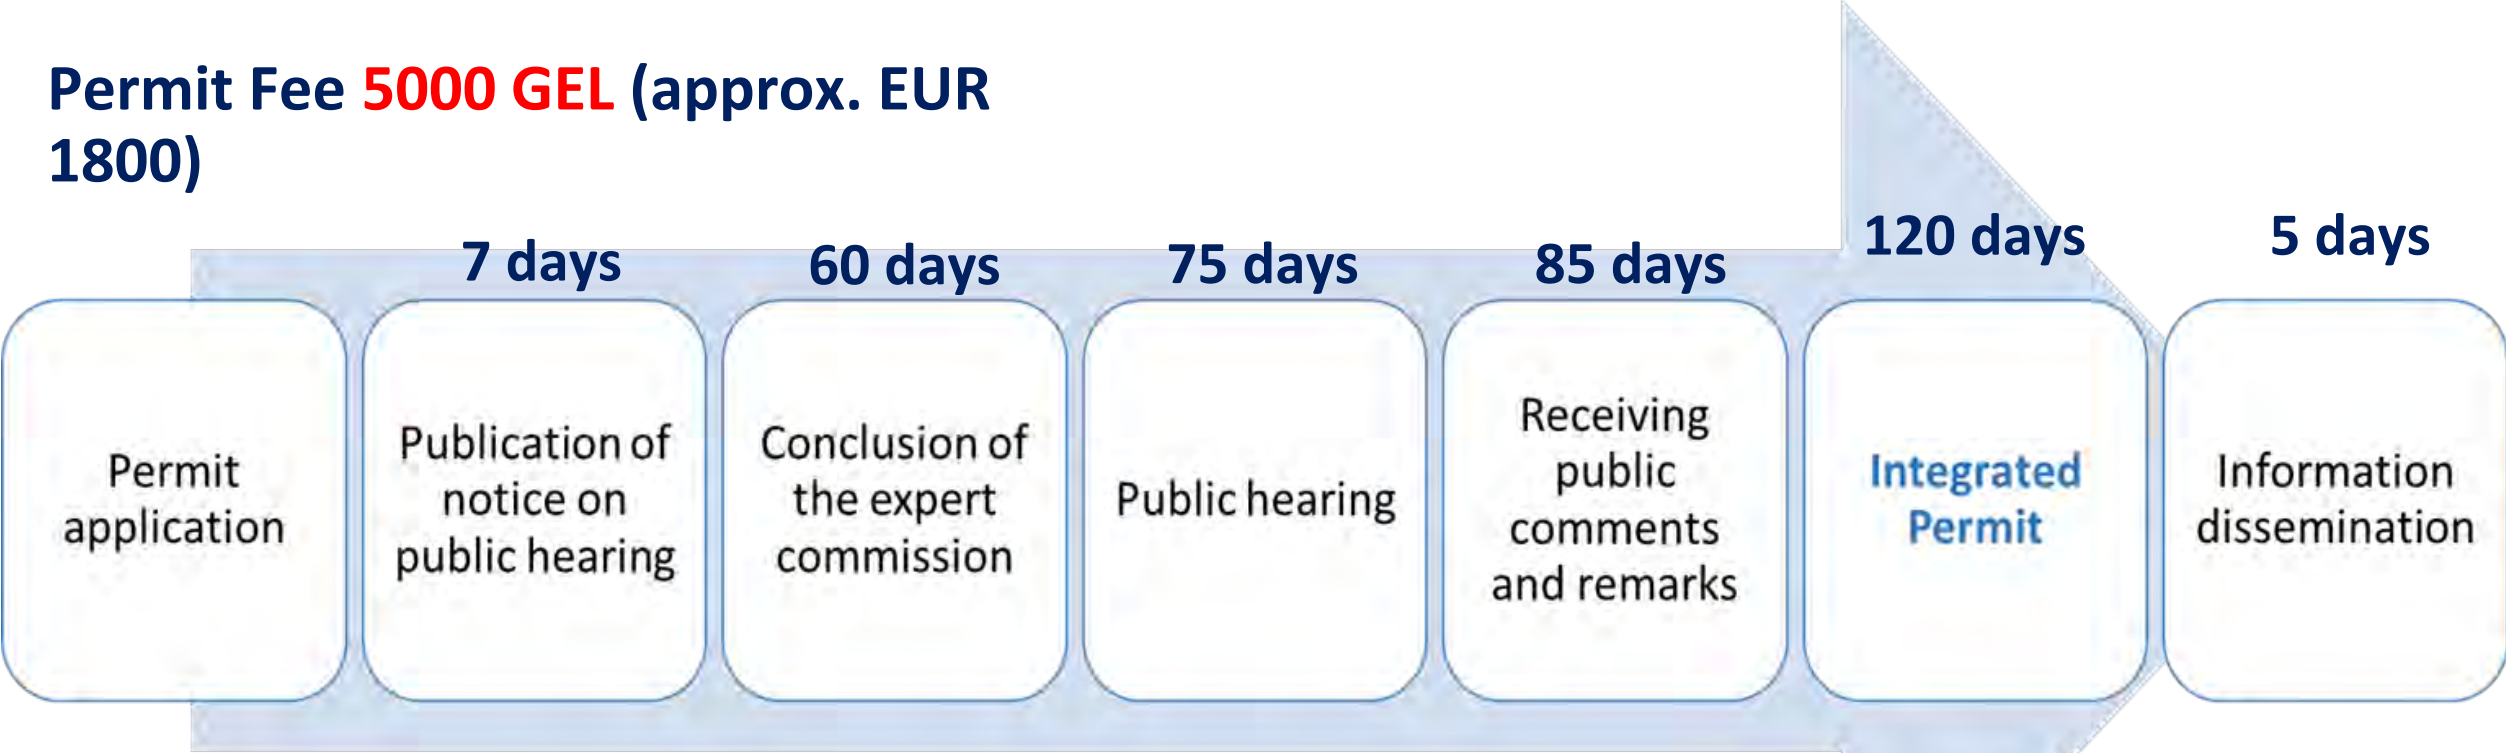 Permit Fee 5000 GEL (approx. EUR
1800)
7 days
60 days
75 days
85 days
120 days
5 days
Permit
application
Publication of
notice on
public hearing
Conclusion of
the expert
commission
Public hearing
Receiving
public
comments
and remarks
Integrated
Permit
Information
dissemination